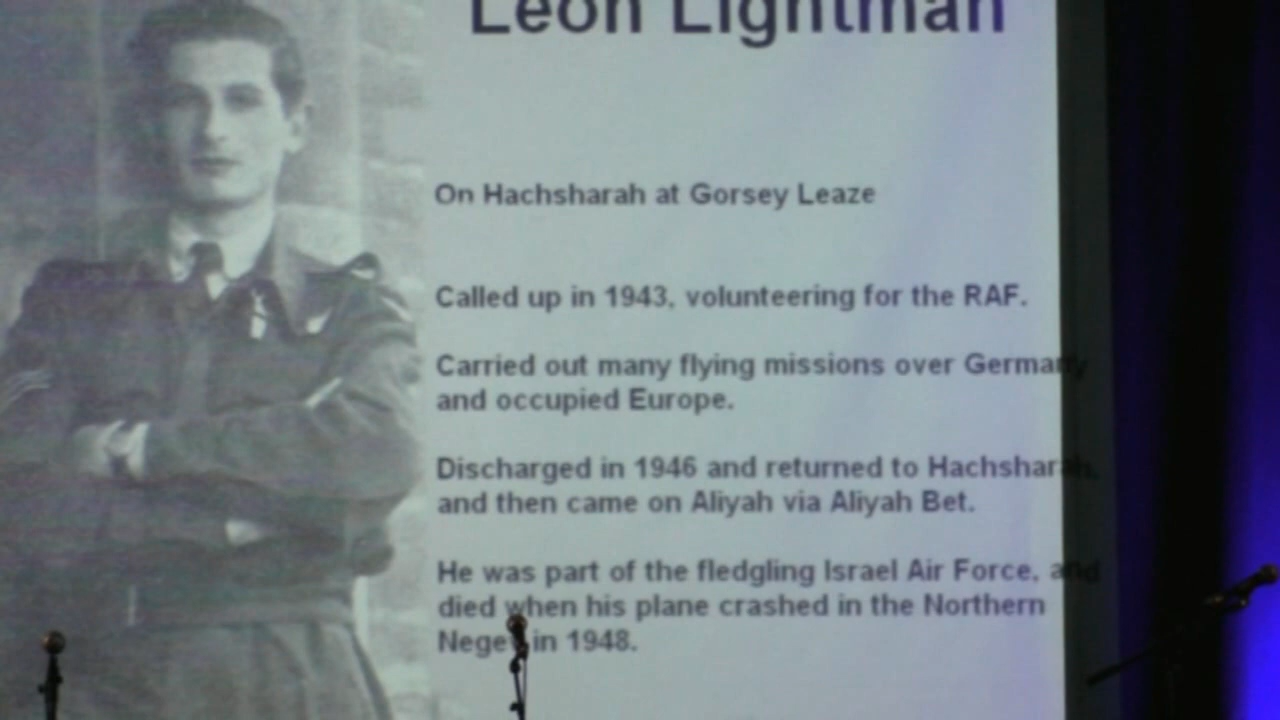 Leon Lightman
On Hachsharah at Gorsey Leaze
Called up in 1943, volunteering for the RAF.
Carried out many flying missions over Germany
and occupied Europe.
Discharged in 1946 and returned to Hachsharah,
and then came on Aliyah via Aliyah Bet.
He was part of the fledgling Israel Air Force, and
died when his plane crashed in the Northern
Negev in 1948.